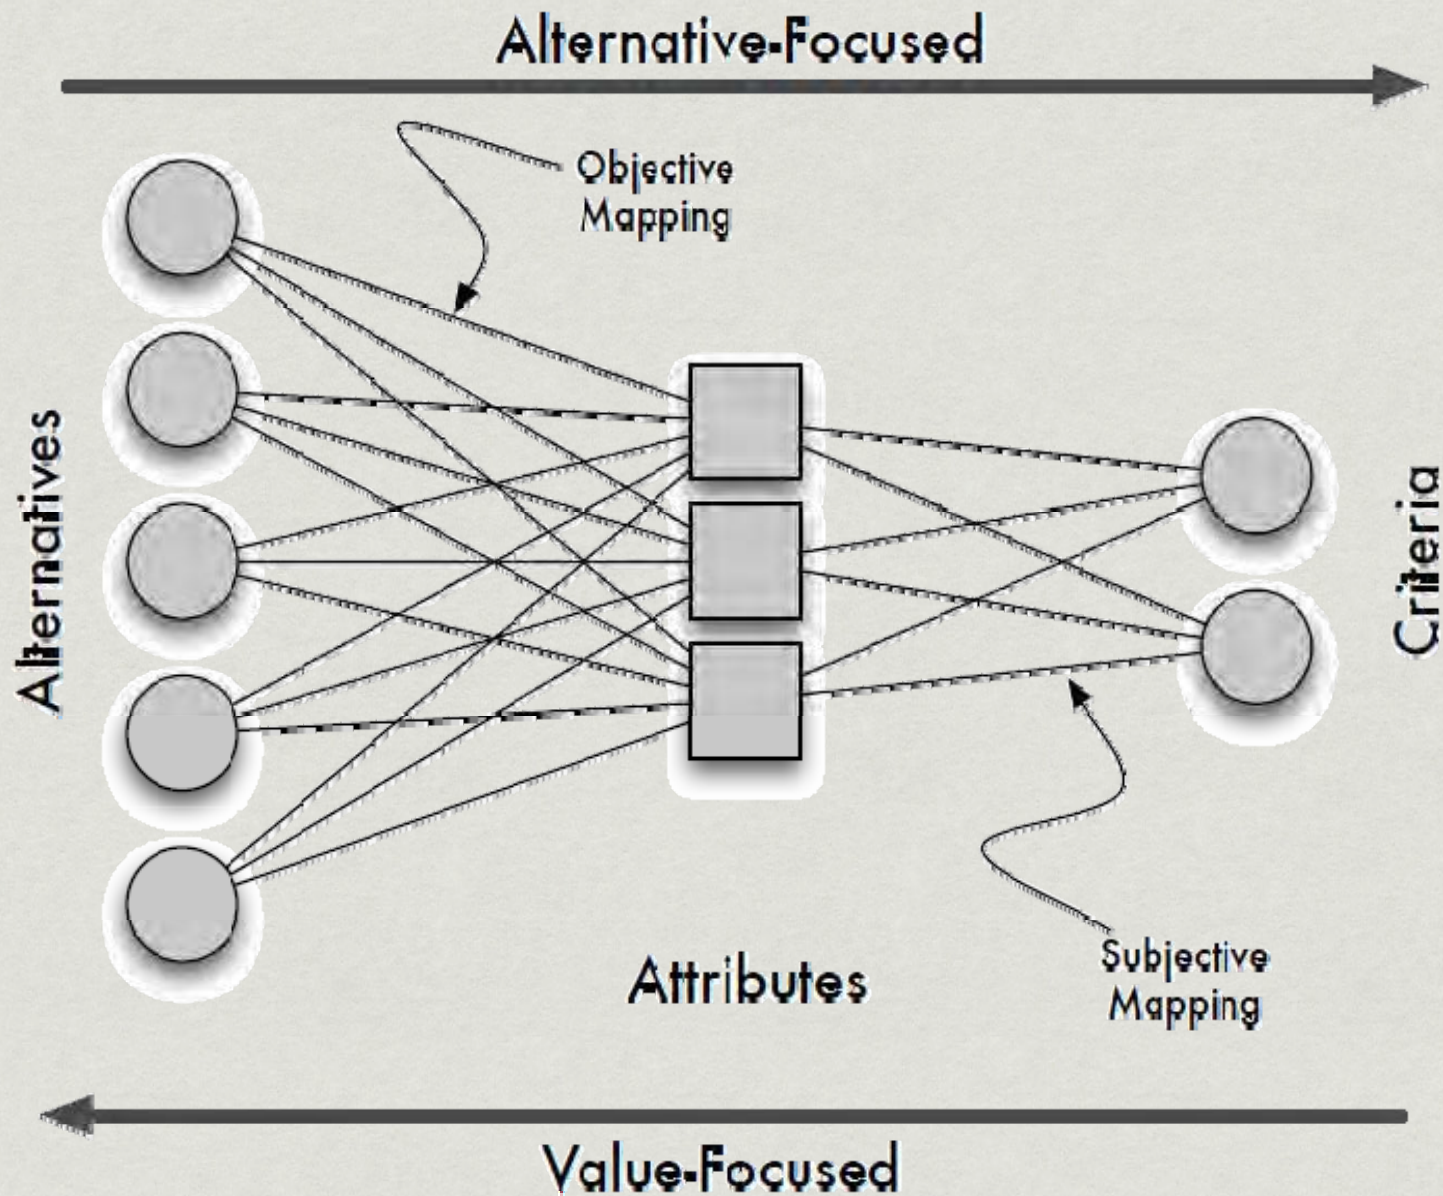 Alternative-Focused
Objective
Mapping
Alternatives
Criteria
Attributes
Subjective
Mapping
Value-Focused